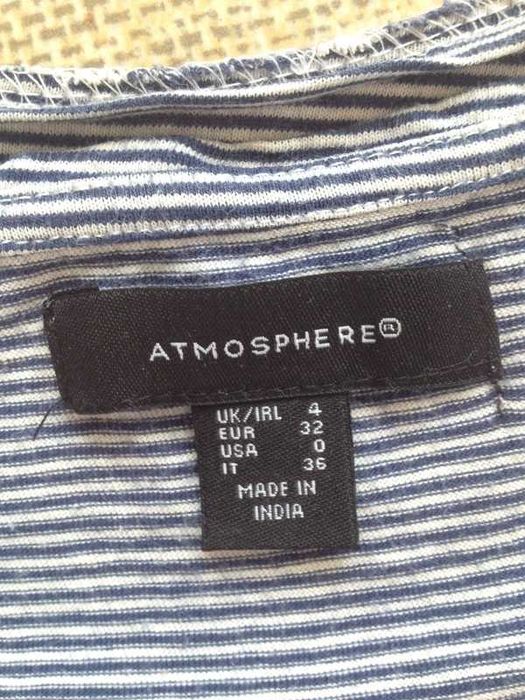 ATMOSPHERE®
UK/IRL 4
EUR 32
USA 0
IT 36
MADE IN
INDIA